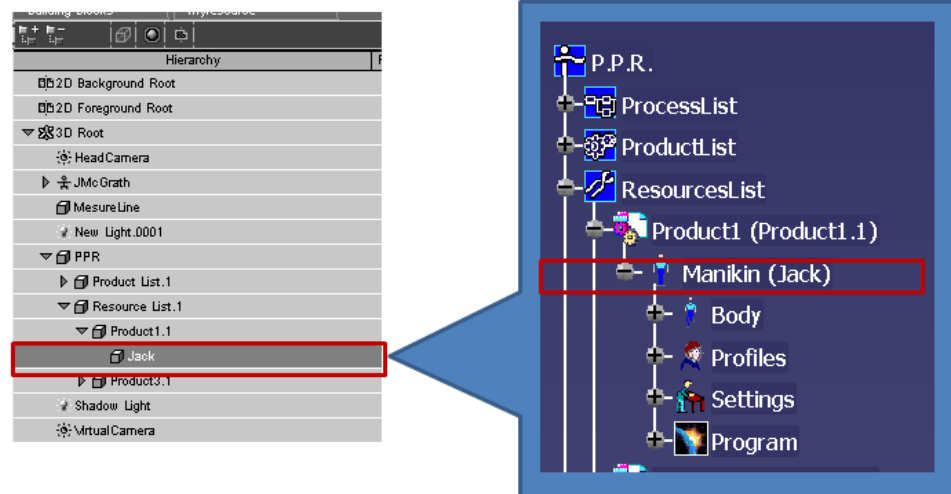 Building Blocks
myresource
Hierarchy
2D Background Root
2D Foreground Root
3D Root
HeadCamera
JMcGrath
MesureLine
New Light.0001
PPR
Product List.1
Resource List.1
Product1.1
Jack
Product3.1
Shadow Light
VirtualCamera
P.P.R.
ProcessList
ProductList
ResourcesList
Product1 (Product1.1)
Manikin (Jack)
Body
Profiles
Settings
Program